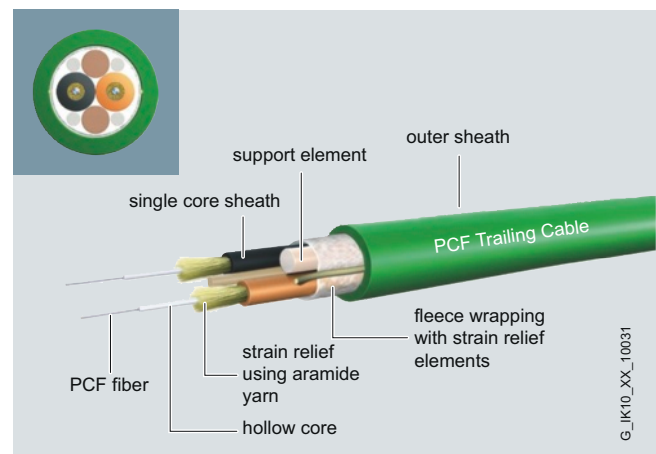 outer sheath
support element
single core sheath
PCF Trailing Cable
fleece wrapping
with strain relief
elements
strain relief
using aramide
yarn
PCF fiber
hollow core
G_IK10_XX_10031